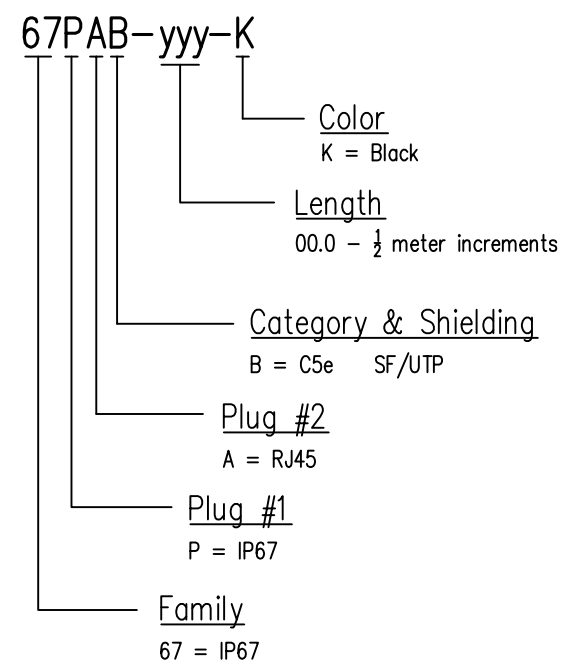 67PAB-yyy-K
Color
K = Black
Length
00.0 - ½ meter increments
Category & Shielding
B = C5e SF/UTP
Plug #2
A = RJ45
Plug #1
P = IP67
Family
67 = IP67